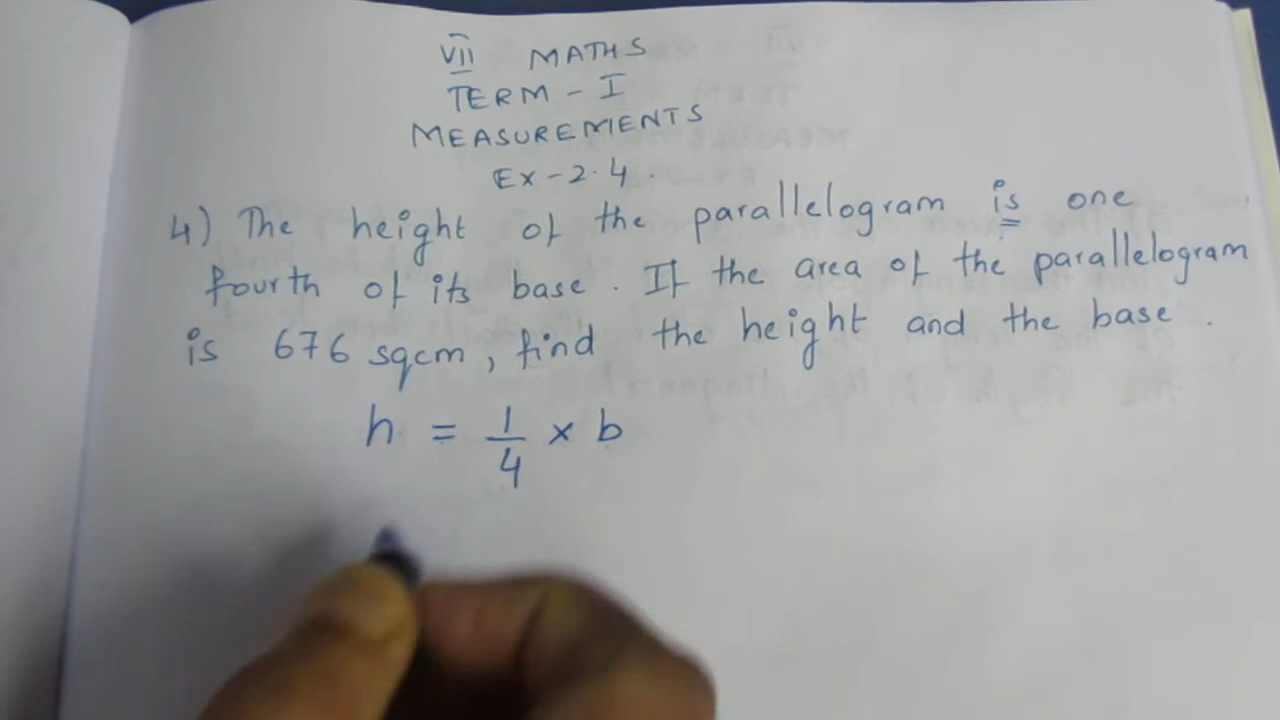 VII MATHS
TERM - I
MEASUREMENTS
EX - 2.4.
4) The height of the parallelogram is one
fourth of its base. If the area of the parallelogram
is 676 sqcm, find the height and the base.
h = 1/4 × b